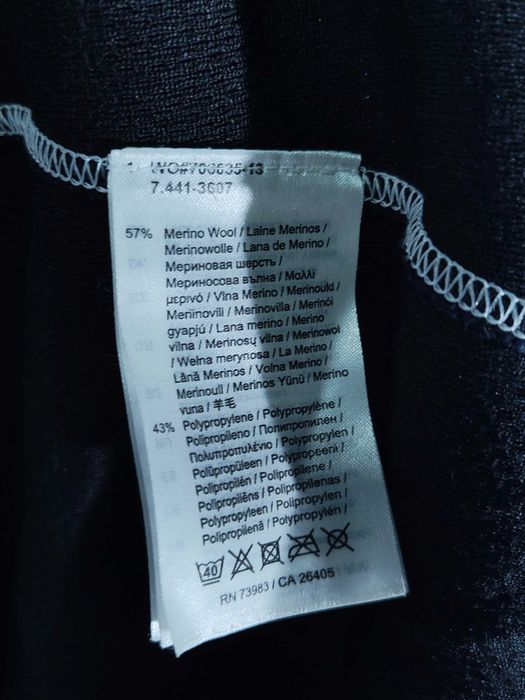 7.441-3607
57% Merino Wool / Laine Merinos /
Merinowolle / Lana de Merino /
Мериновая шерсть /
Мериносова вълна / Μαλλί
μερινό / Vlna Merino / Merinould /
Meriinovilli / Merinovilla / Merinói
gyapjú / Lana merino / Merino
vilna / Merinosų vilna / Merinowol
/ Wełna merynosa / La Merino /
Lână Merinos / Volna Merino /
Merinoull / Merinos Yünü / Merino
vuna / 羊毛
43% Polypropylene / Polypropylène /
Polipropileno / Полипропилен /
Πολυπροπυλένιο / Polypropylen /
Polüpropüleen / Polypropeeni /
Polipropilén / Polipropilene /
Polipropilēns / Polipropilenas /
Polypropyleen / Polipropylen /
Polipropilenă / Polypropylén /
40
RN 73983 / CA 26405